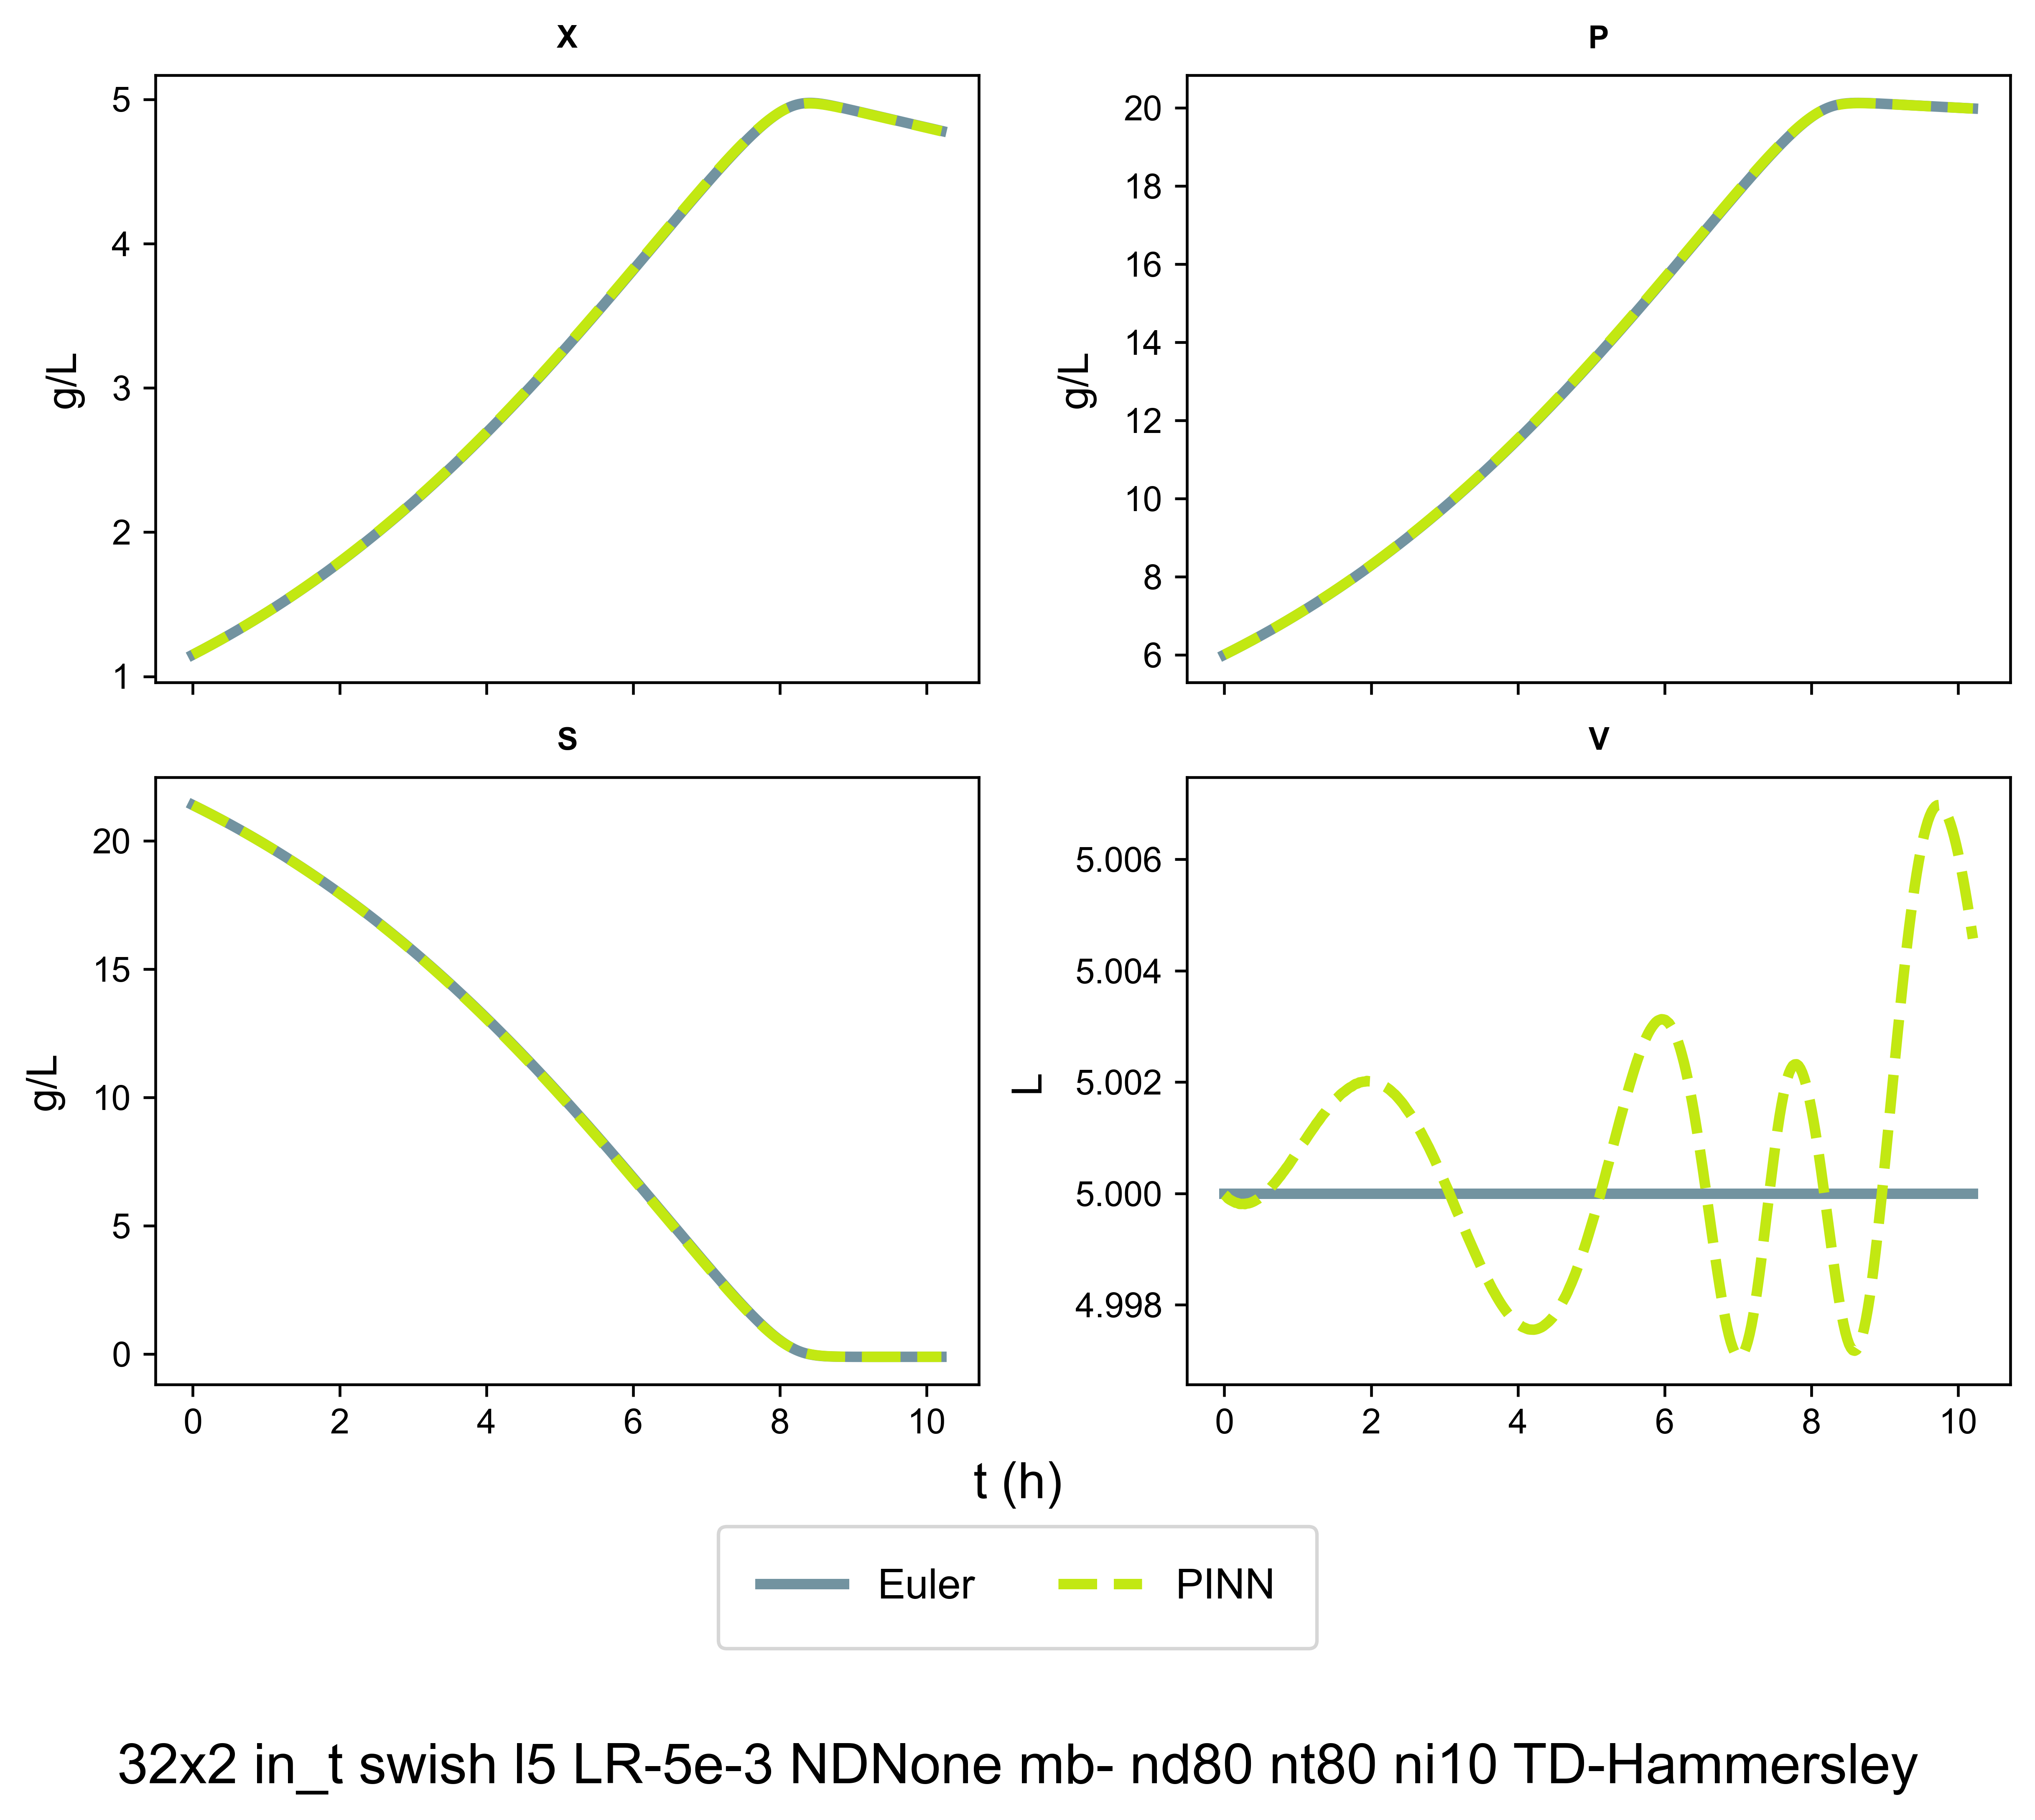 X
5
4
3
2
1
g/L
P
20
18
16
14
12
10
8
6
g/L
S
20
15
10
5
0
g/L
0 2 4 6 8 10
V
5.006
5.004
5.002
5.000
4.998
L
0 2 4 6 8 10
t (h)
Euler PINN
32x2 in_t swish l5 LR-5e-3 NDNone mb- nd80 nt80 ni10 TD-Hammersley